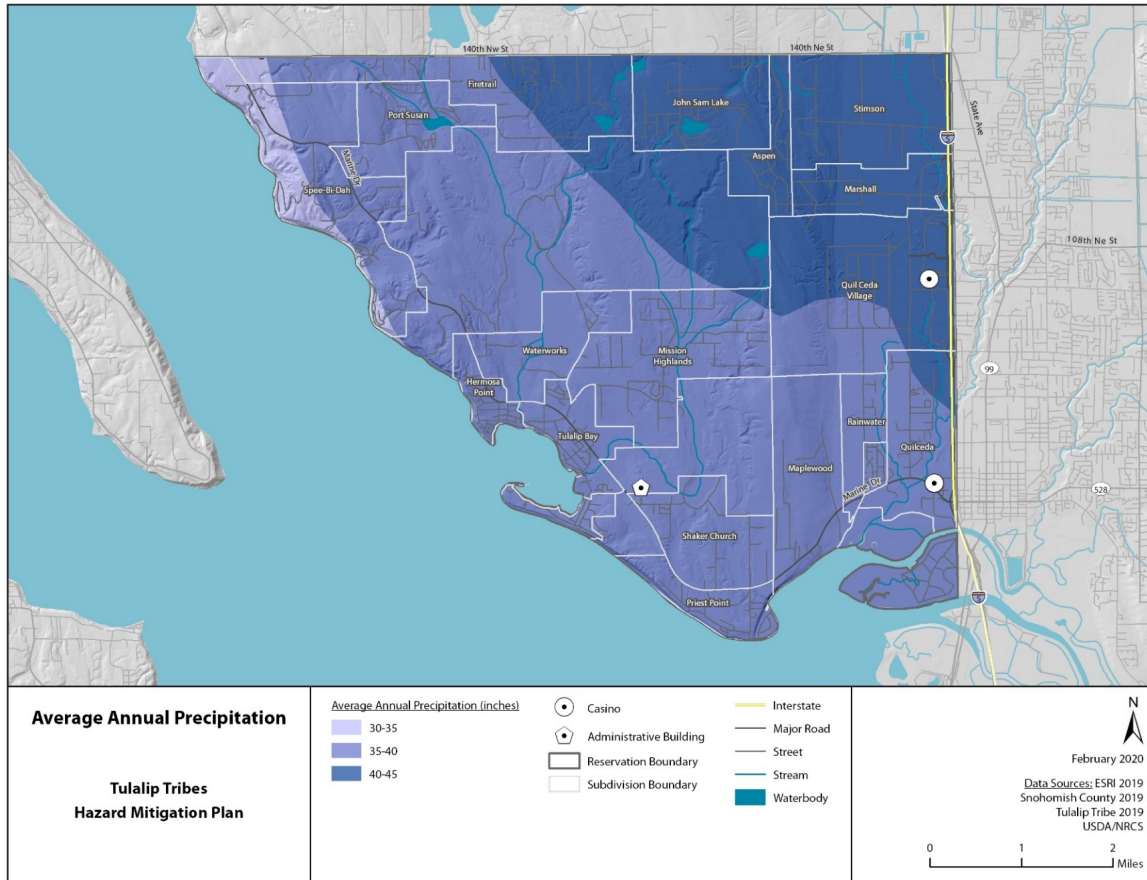 140th Nw St
140th Ne St
Firetrail
Port Susan
John Sam Lake
Stimson
State Ave
5
Aspen
Marine Dr
Spee-Bi-Dah
Marshall
108th Ne St
Quil Ceda
Village
Waterworks
Mission
Highlands
99
Hermosa
Point
Rainwater
Tulalip Bay
Quilceda
Maplewood
Marine Dr
528
Shaker Church
Priest Point
5
Average Annual Precipitation
Tulalip Tribes
Hazard Mitigation Plan
Average Annual Precipitation (inches)
30-35
35-40
40-45
Casino
Administrative Building
Reservation Boundary
Subdivision Boundary
Interstate
Major Road
Street
Stream
Waterbody
N
February 2020
Data Sources: ESRI 2019
Snohomish County 2019
Tulalip Tribe 2019
USDA/NRCS
0 1 2
Miles